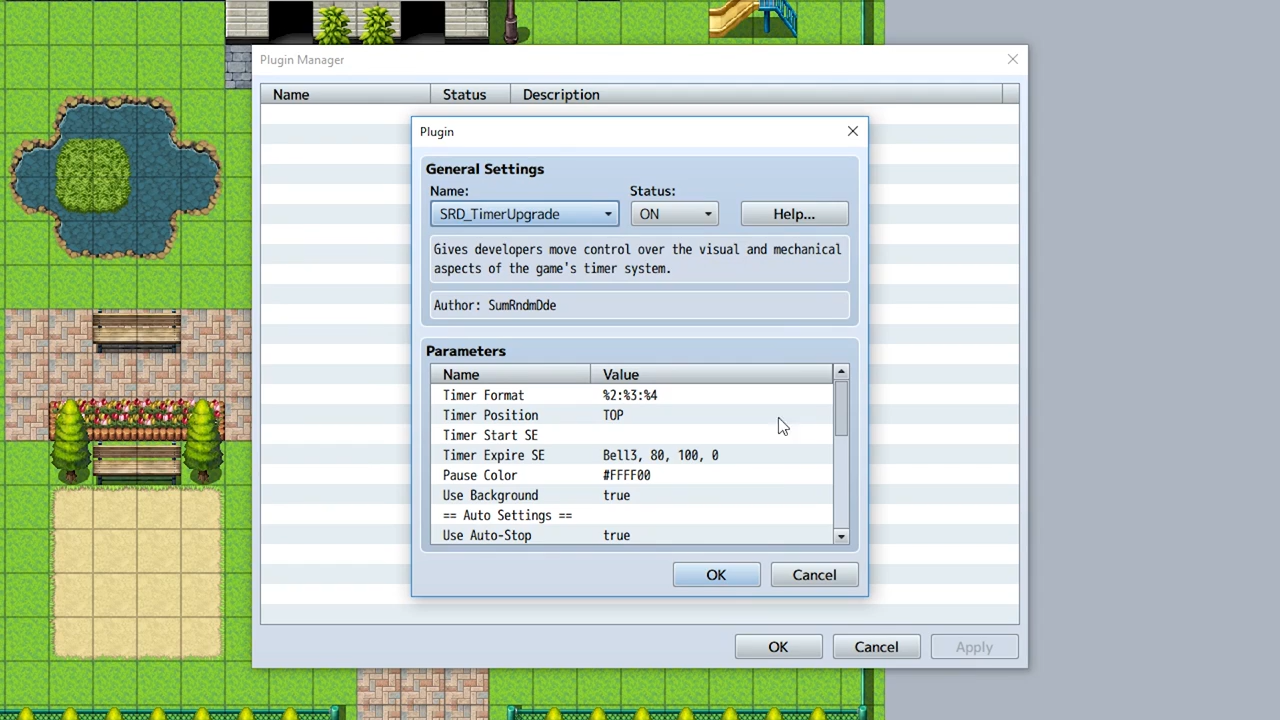 Plugin Manager
Name Status Description
Plugin
General Settings
Name: Status:
SRD_TimerUpgrade ON Help...
Gives developers move control over the visual and mechanical
aspects of the game's timer system.
Author: SumRndmDde
Parameters
Name Value
Timer Format %2:%3:%4
Timer Position TOP
Timer Start SE
Timer Expire SE Bell3, 80, 100, 0
Pause Color #FFFF00
Use Background true
== Auto Settings ==
Use Auto-Stop true
OK Cancel
OK Cancel Apply